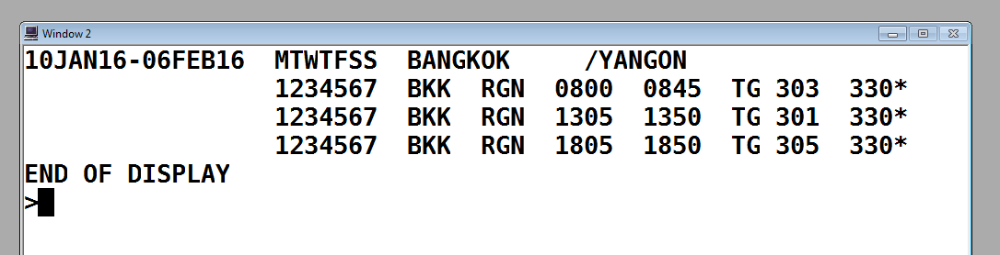 Window 2
10JAN16-06FEB16 MTWTFSS BANGKOK /YANGON
1234567 BKK RGN 0800 0845 TG 303 330*
1234567 BKK RGN 1305 1350 TG 301 330*
1234567 BKK RGN 1805 1850 TG 305 330*
END OF DISPLAY
>